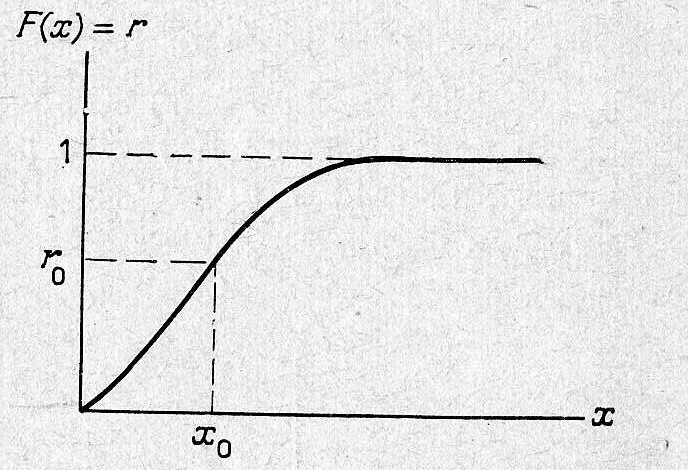 F(x) = r
1
r₀
x
x₀